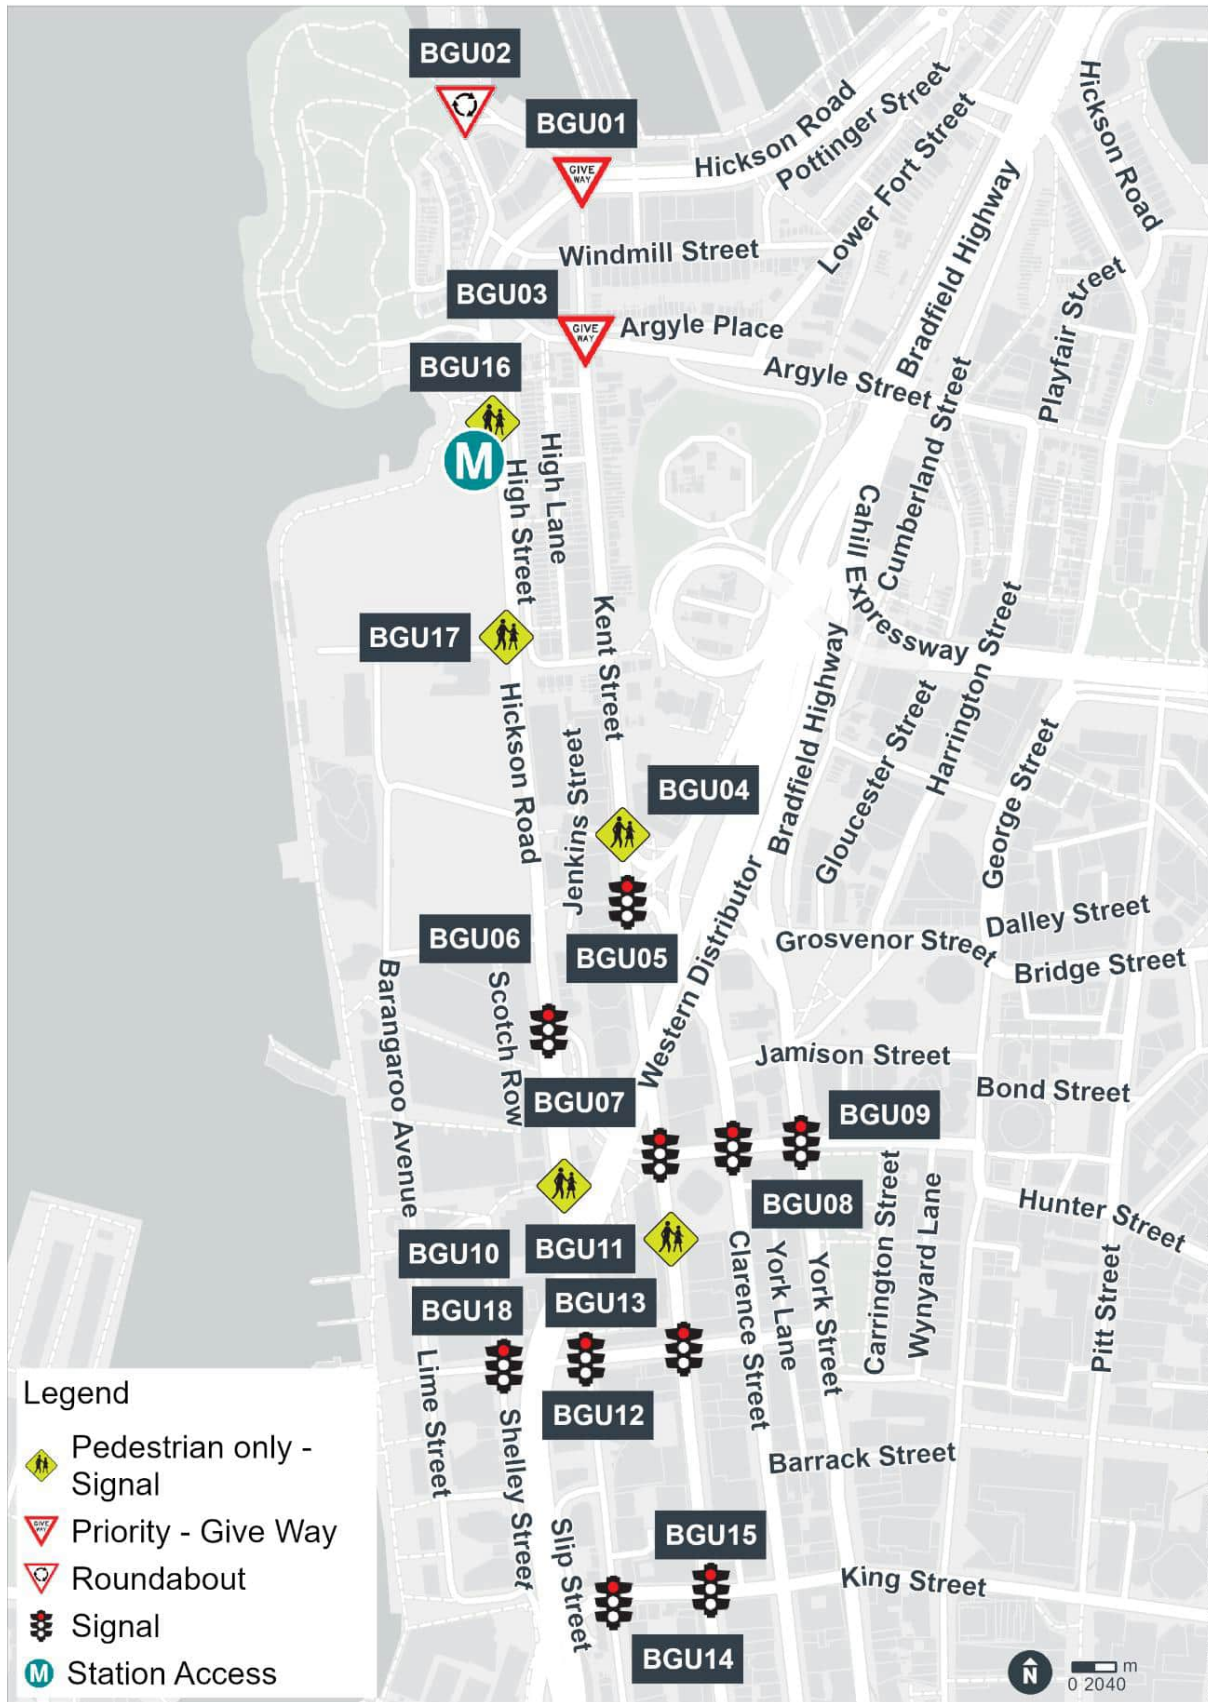 BGU02
BGU01
GIVE
WAY
Hickson Road
Pottinger Street
Lower Fort Street
Hickson Road
Bradfield Highway
Windmill Street
BGU03
GIVE
WAY
Argyle Place
Argyle Street
Playfair Street
BGU16
M
High Street
High Lane
Cumberland Street
Cahill Expressway
Kent Street
BGU17
Hickson Road
Jenkins Street
Bradfield Highway
Gloucester Street
Harrington Street
George Street
BGU04
Western Distributor
Dalley Street
Grosvenor Street
Bridge Street
BGU06
BGU05
Barangaroo Avenue
Scotch Row
Jamison Street
Bond Street
BGU07
BGU09
BGU08
Carrington Street
Wynyard Lane
Hunter Street
BGU10
BGU11
Clarence Street
York Lane
York Street
Pitt Street
BGU18
BGU13
Lime Street
BGU12
Shelley Street
Barrack Street
Slip Street
BGU15
King Street
BGU14
Legend
Pedestrian only -
Signal
GIVE
WAY
Priority - Give Way
Roundabout
Signal
M
Station Access
N
m
0 2040